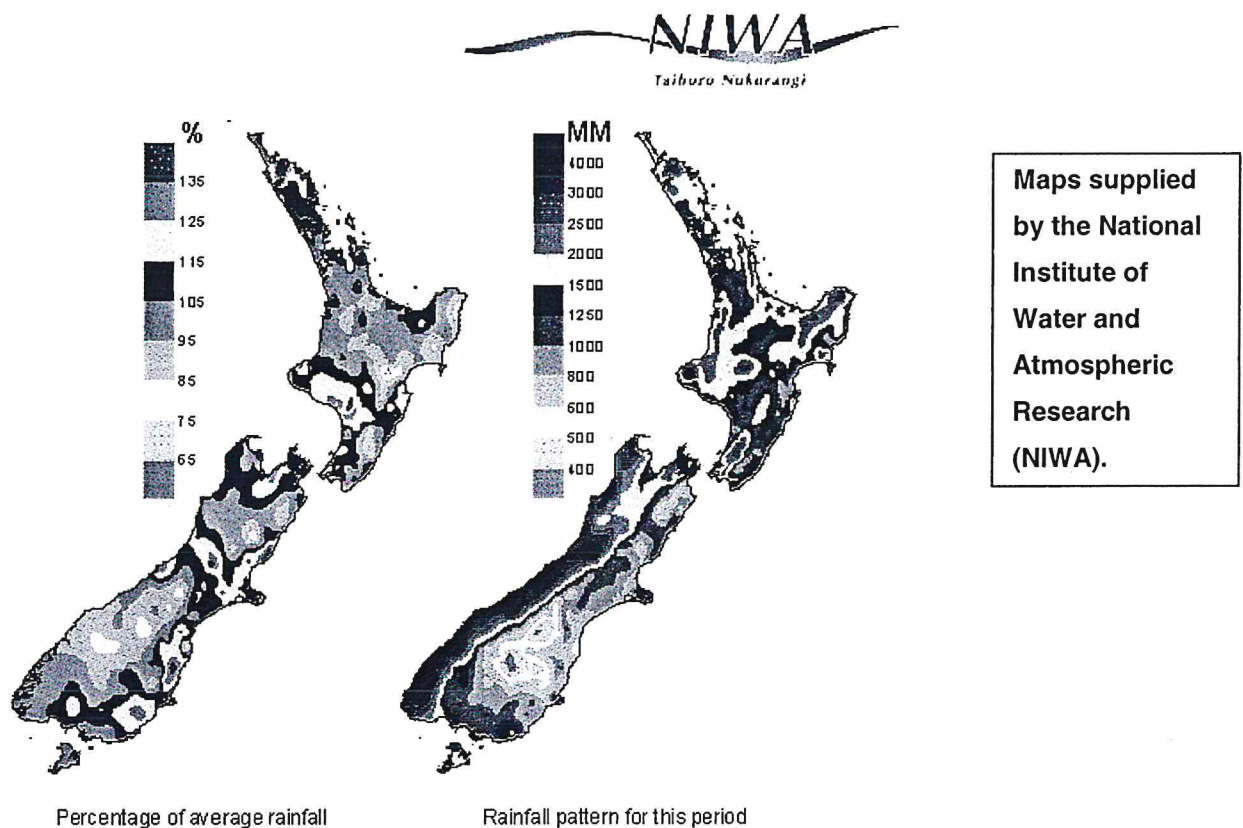 NIWA
Taihoro Nukurangi
%
135
125
115
105
95
85
75
65
MM
4000
3000
2500
2000
1500
1250
1000
800
600
500
400
Maps supplied
by the National
Institute of
Water and
Atmospheric
Research
(NIWA).
Percentage of average rainfall
Rainfall pattern for this period